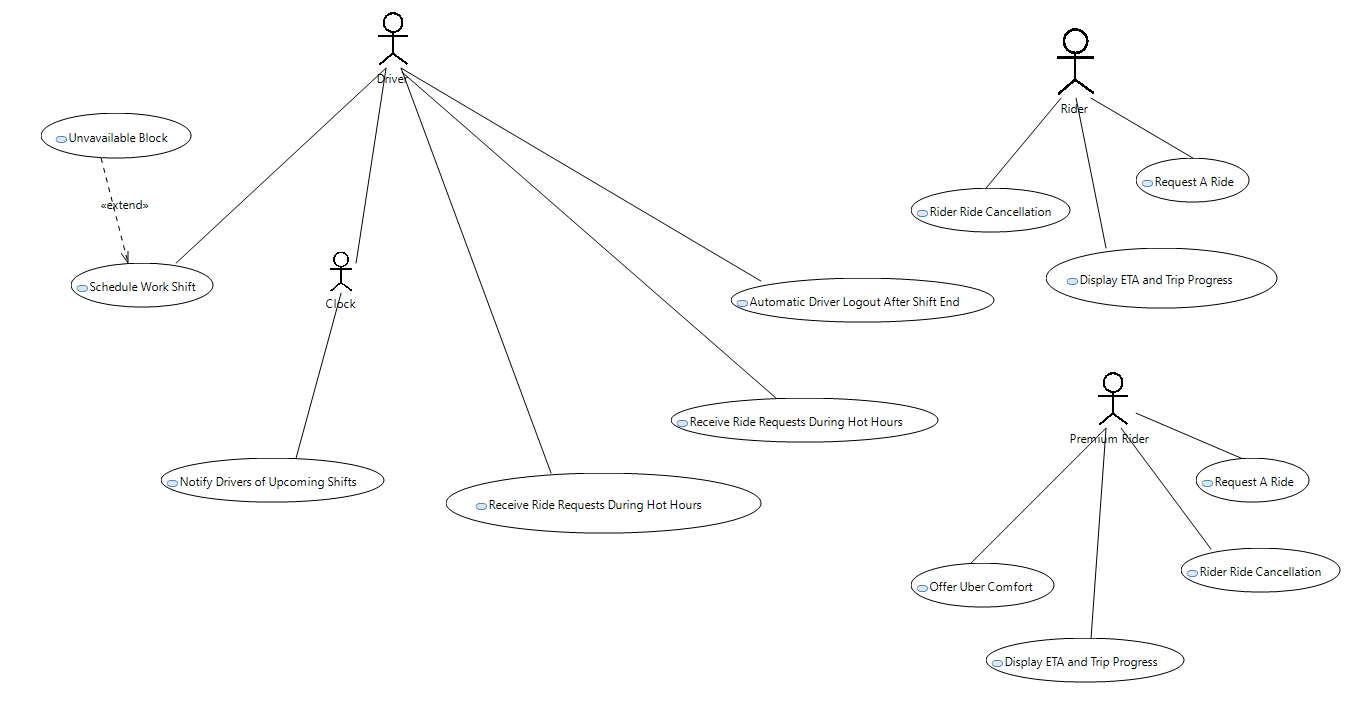 Driver
Rider
Unvavailable Block
Request A Ride
«extend»
Rider Ride Cancellation
Schedule Work Shift
Display ETA and Trip Progress
Clock
Automatic Driver Logout After Shift End
Receive Ride Requests During Hot Hours
Premium Rider
Notify Drivers of Upcoming Shifts
Request A Ride
Receive Ride Requests During Hot Hours
Rider Ride Cancellation
Offer Uber Comfort
Display ETA and Trip Progress